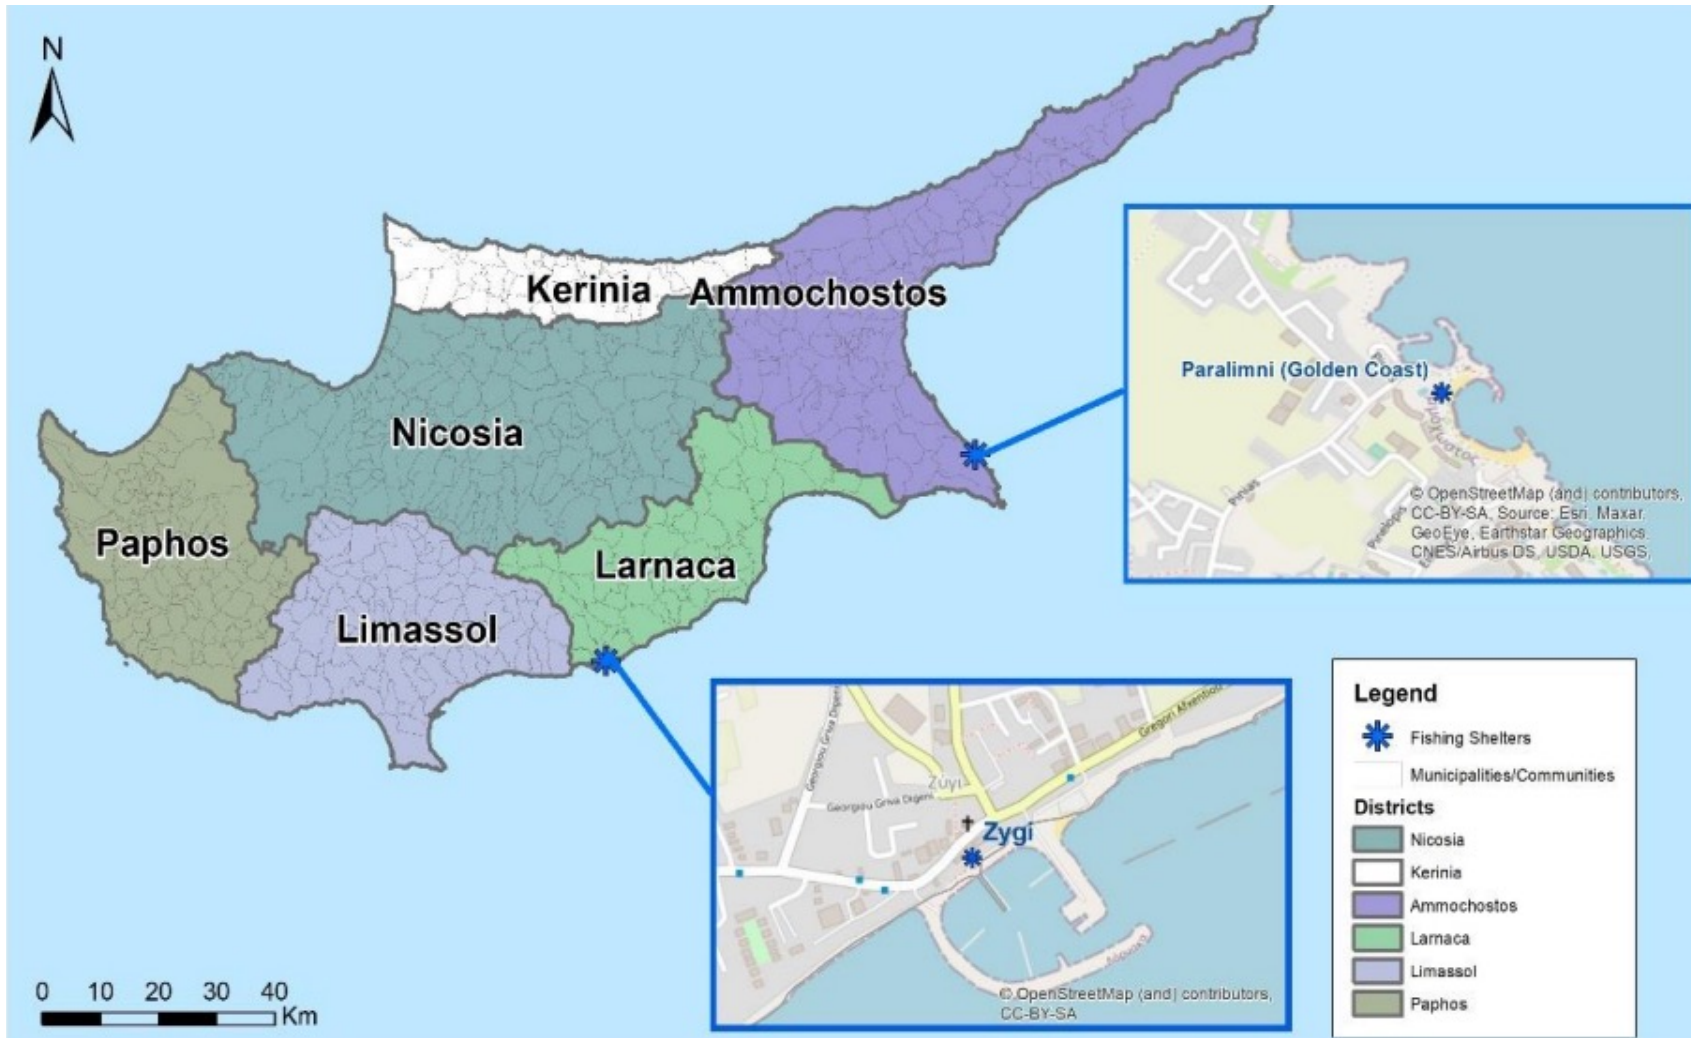 N
Kerinia
Ammochostos
Nicosia
Paphos
Larnaca
Limassol
Paralimni (Golden Coast)
Pinias
© OpenStreetMap (and) contributors,
CC-BY-SA, Source: Esri, Maxar,
GeoEye, Earthstar Geographics,
CNES/Airbus DS, USDA, USGS,
Georgiou Griva Digeni
Gregori Afxentiou
Ζύγι
Georgiou Griva Digeni
Zygi
Λάρνακα
© OpenStreetMap (and) contributors,
CC-BY-SA
Legend
Fishing Shelters
Municipalities/Communities
Districts
Nicosia
Kerinia
Ammochostos
Larnaca
Limassol
Paphos
0 10 20 30 40
Km